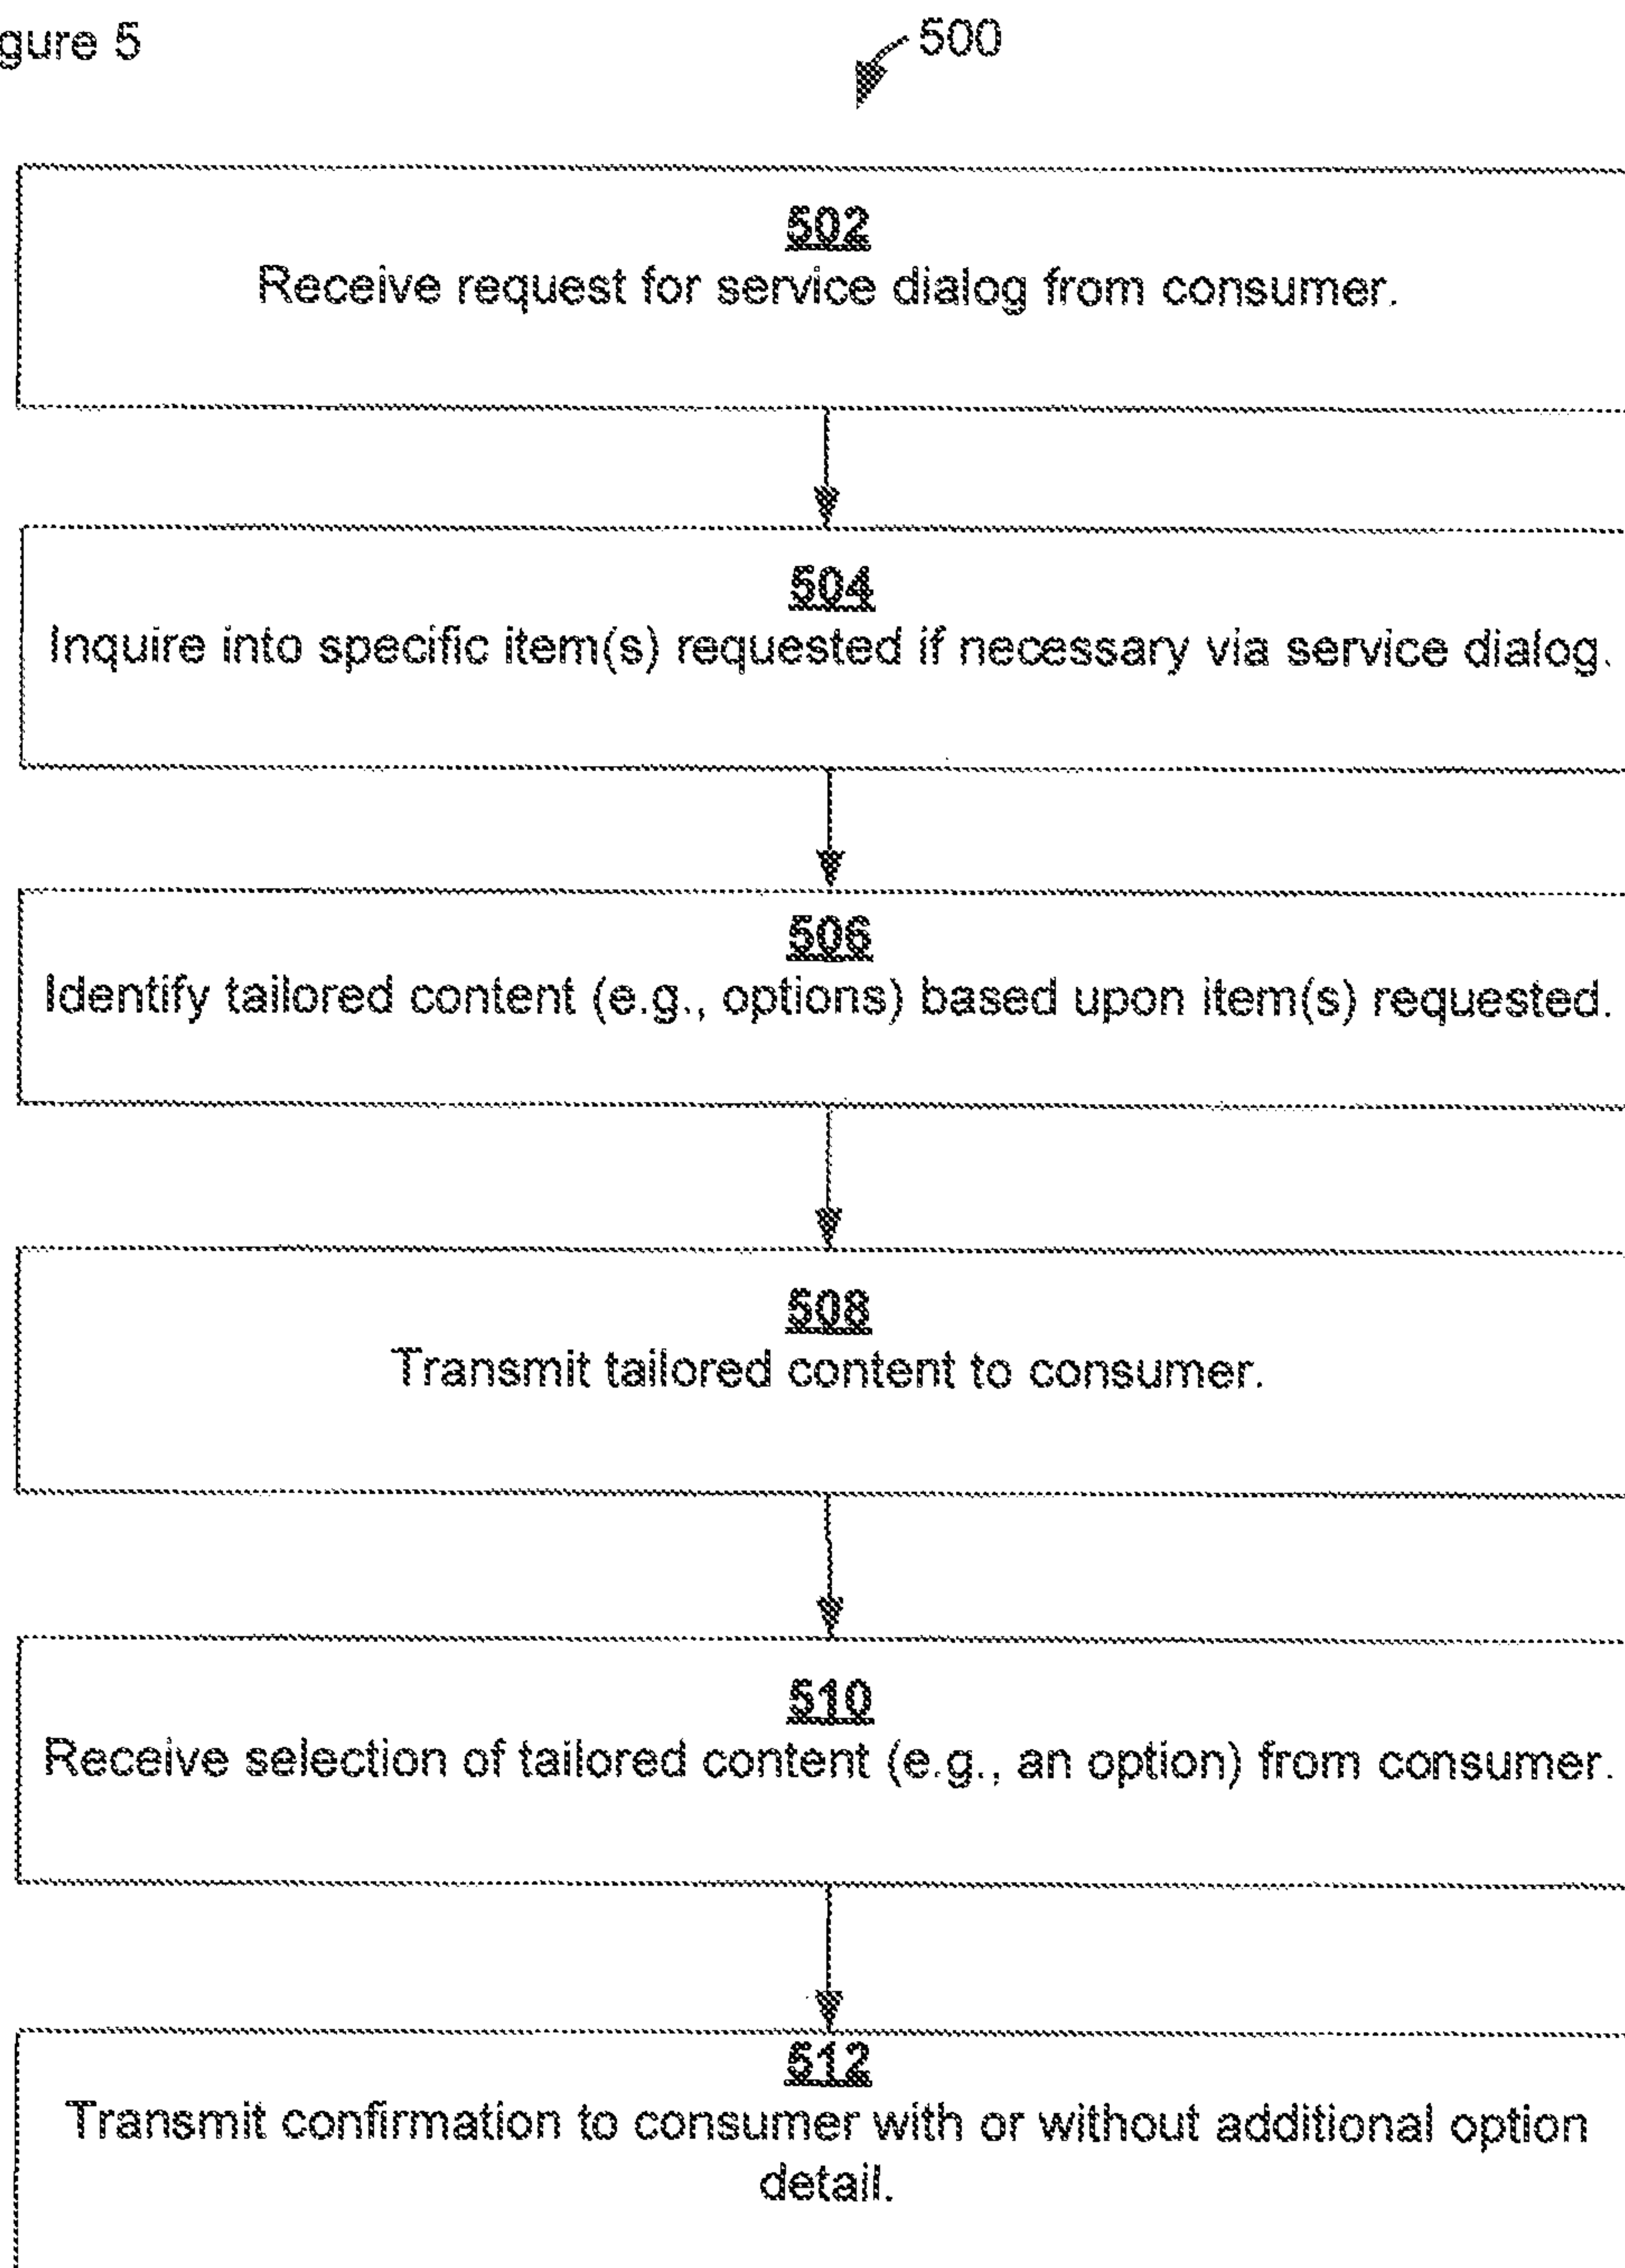 gure 5
500
502
Receive request for service dialog from consumer.
504
Inquire into specific item(s) requested if necessary via service dialog.
506
Identify tailored content (e.g., options) based upon item(s) requested.
508
Transmit tailored content to consumer.
510
Receive selection of tailored content (e.g., an option) from consumer.
512
Transmit confirmation to consumer with or without additional option
detail.